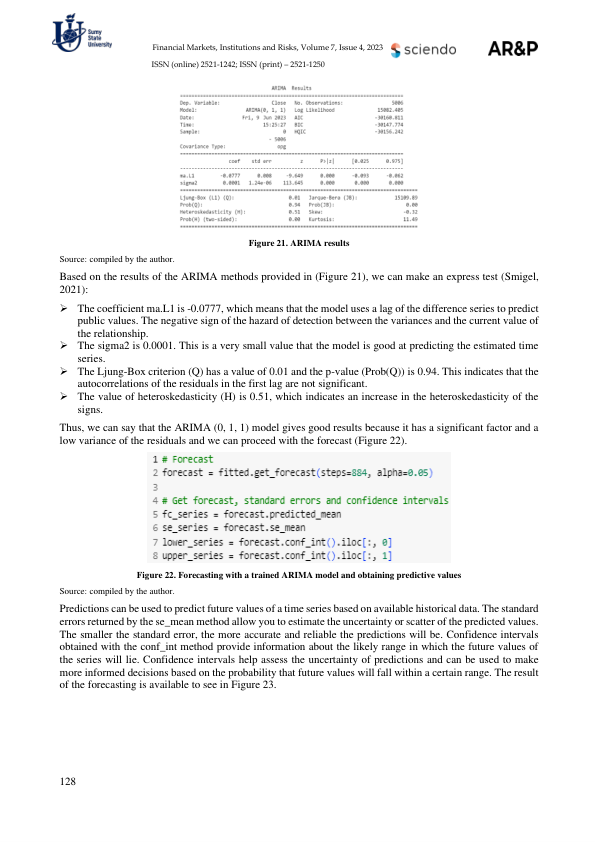 Sumy
State
University
Financial Markets, Institutions and Risks, Volume 7, Issue 4, 2023
sciendo
AR&P
ISSN (online) 2521-1242; ISSN (print) – 2521-1250
ARIMA Results
Dep. Variable: Close No. Observations: 5006
Model: ARIMA(0, 1, 1) Log Likelihood 15082.405
Date: Fri, 9 Jun 2023 AIC -30160.811
Time: 15:23:27 BIC -30147.774
Sample: 0 HQIC -30156.242
- 5006
Covariance Type: opg
coef std err z P>|z| [0.025 0.975]
ma.L1 -0.0777 0.008 -9.649 0.000 -0.093 -0.062
sigma2 0.0001 1.24e-06 113.645 0.000 0.000 0.000
Ljung-Box (L1) (Q): 0.01 Jarque-Bera (JB): 15109.89
Prob(Q): 0.94 Prob(JB): 0.00
Heteroskedasticity (H): 0.51 Skew: -0.32
Prob(H) (two-sided): 0.00 Kurtosis: 11.49
Figure 21. ARIMA results
Source: compiled by the author.
Based on the results of the ARIMA methods provided in (Figure 21), we can make an express test (Smigel,
2021):
➢ The coefficient ma.L1 is -0.0777, which means that the model uses a lag of the difference series to predict
public values. The negative sign of the hazard of detection between the variances and the current value of
the relationship.
➢ The sigma2 is 0.0001. This is a very small value that the model is good at predicting the estimated time
series.
➢ The Ljung-Box criterion (Q) has a value of 0.01 and the p-value (Prob(Q)) is 0.94. This indicates that the
autocorrelations of the residuals in the first lag are not significant.
➢ The value of heteroskedasticity (H) is 0.51, which indicates an increase in the heteroskedasticity of the
signs.
Thus, we can say that the ARIMA (0, 1, 1) model gives good results because it has a significant factor and a
low variance of the residuals and we can proceed with the forecast (Figure 22).
1 # Forecast
2 forecast = fitted.get_forecast(steps=884, alpha=0.05)
3
4 # Get forecast, standard errors and confidence intervals
5 fc_series = forecast.predicted_mean
6 se_series = forecast.se_mean
7 lower_series = forecast.conf_int().iloc[:, 0]
8 upper_series = forecast.conf_int().iloc[:, 1]
Figure 22. Forecasting with a trained ARIMA model and obtaining predictive values
Source: compiled by the author.
Predictions can be used to predict future values of a time series based on available historical data. The standard
errors returned by the se_mean method allow you to estimate the uncertainty or scatter of the predicted values.
The smaller the standard error, the more accurate and reliable the predictions will be. Confidence intervals
obtained with the conf_int method provide information about the likely range in which the future values of
the series will lie. Confidence intervals help assess the uncertainty of predictions and can be used to make
more informed decisions based on the probability that future values will fall within a certain range. The result
of the forecasting is available to see in Figure 23.
128